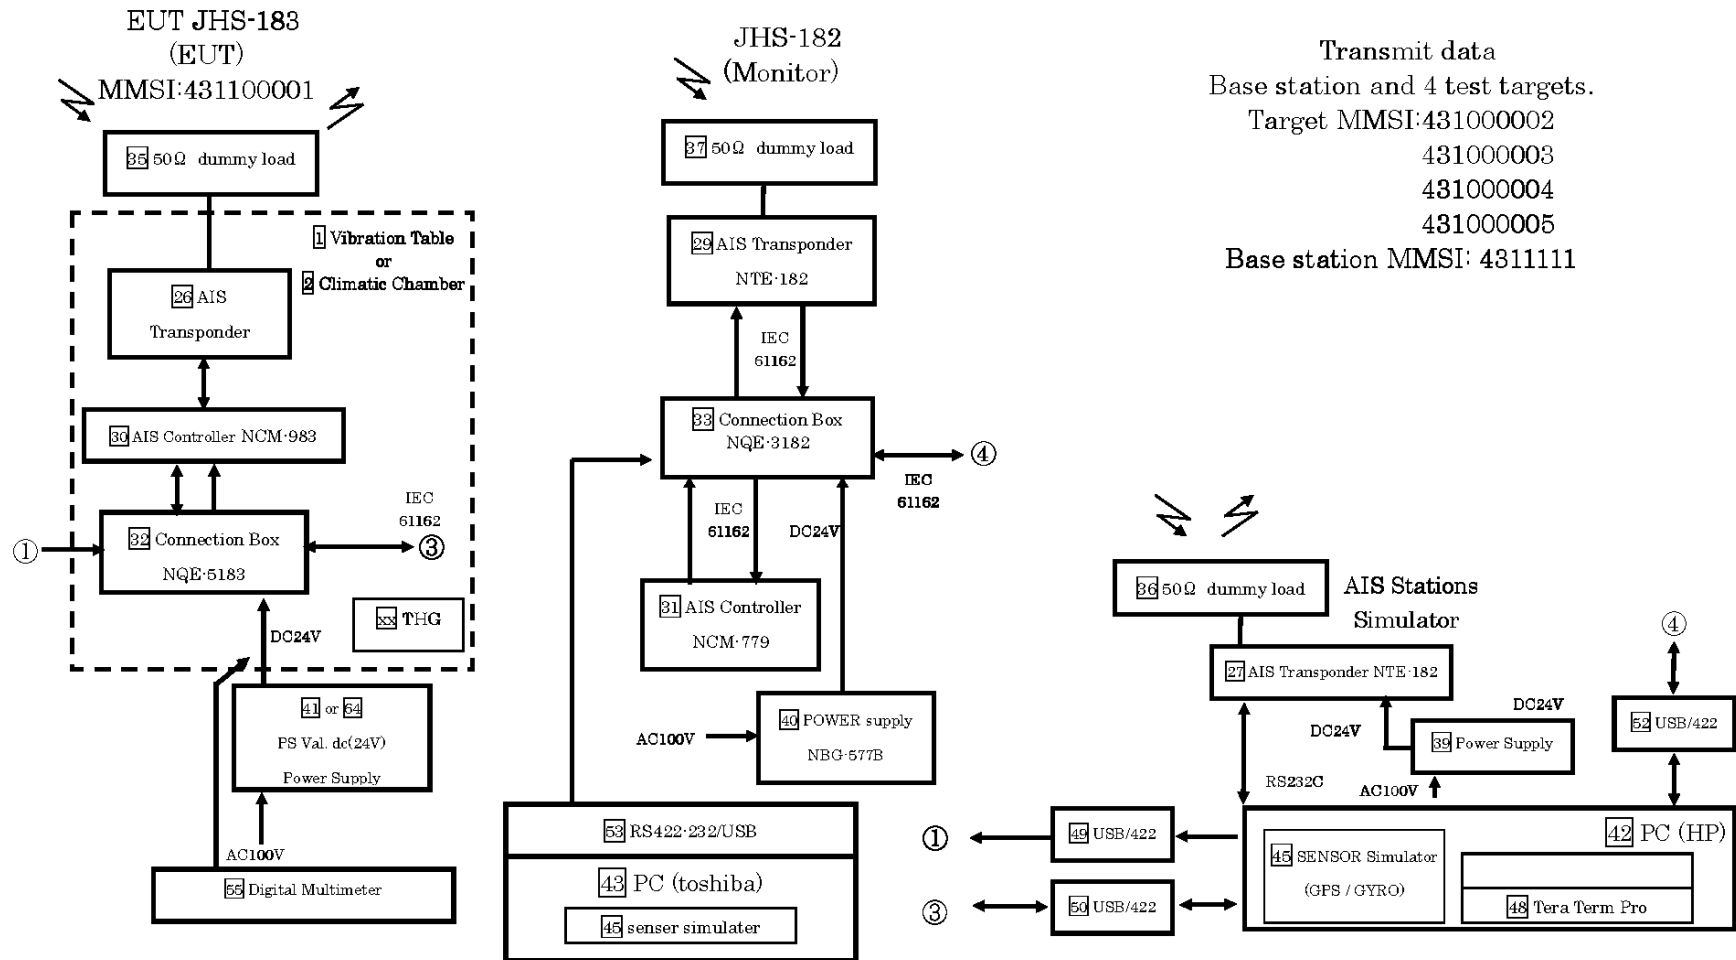 EUT JHS-183
(EUT)
MMSI:431100001
35 50Ω dummy load
1 Vibration Table
or
2 Climatic Chamber
26 AIS
Transponder
30 AIS Controller NCM-983
IEC
61162
①
32 Connection Box
NQE-5183
③
xx THG
DC24V
41 or 64
PS Val. dc(24V)
Power Supply
AC100V
55 Digital Multimeter
JHS-182
(Monitor)
37 50Ω dummy load
29 AIS Transponder
NTE-182
IEC
61162
33 Connection Box
NQE-3182
④
IEC
61162
IEC
61162
DC24V
31 AIS Controller
NCM-779
40 POWER supply
NBG-577B
AC100V
53 RS422-232/USB
43 PC (toshiba)
45 senser simulater
Transmit data
Base station and 4 test targets.
Target MMSI:431000002
431000003
431000004
431000005
Base station MMSI: 4311111
36 50Ω dummy load
AIS Stations
Simulator
④
27 AIS Transponder NTE-182
DC24V
DC24V
52 USB/422
39 Power Supply
RS232C
AC100V
①
49 USB/422
42 PC (HP)
45 SENSOR Simulator
(GPS / GYRO)
③
50 USB/422
48 Tera Term Pro